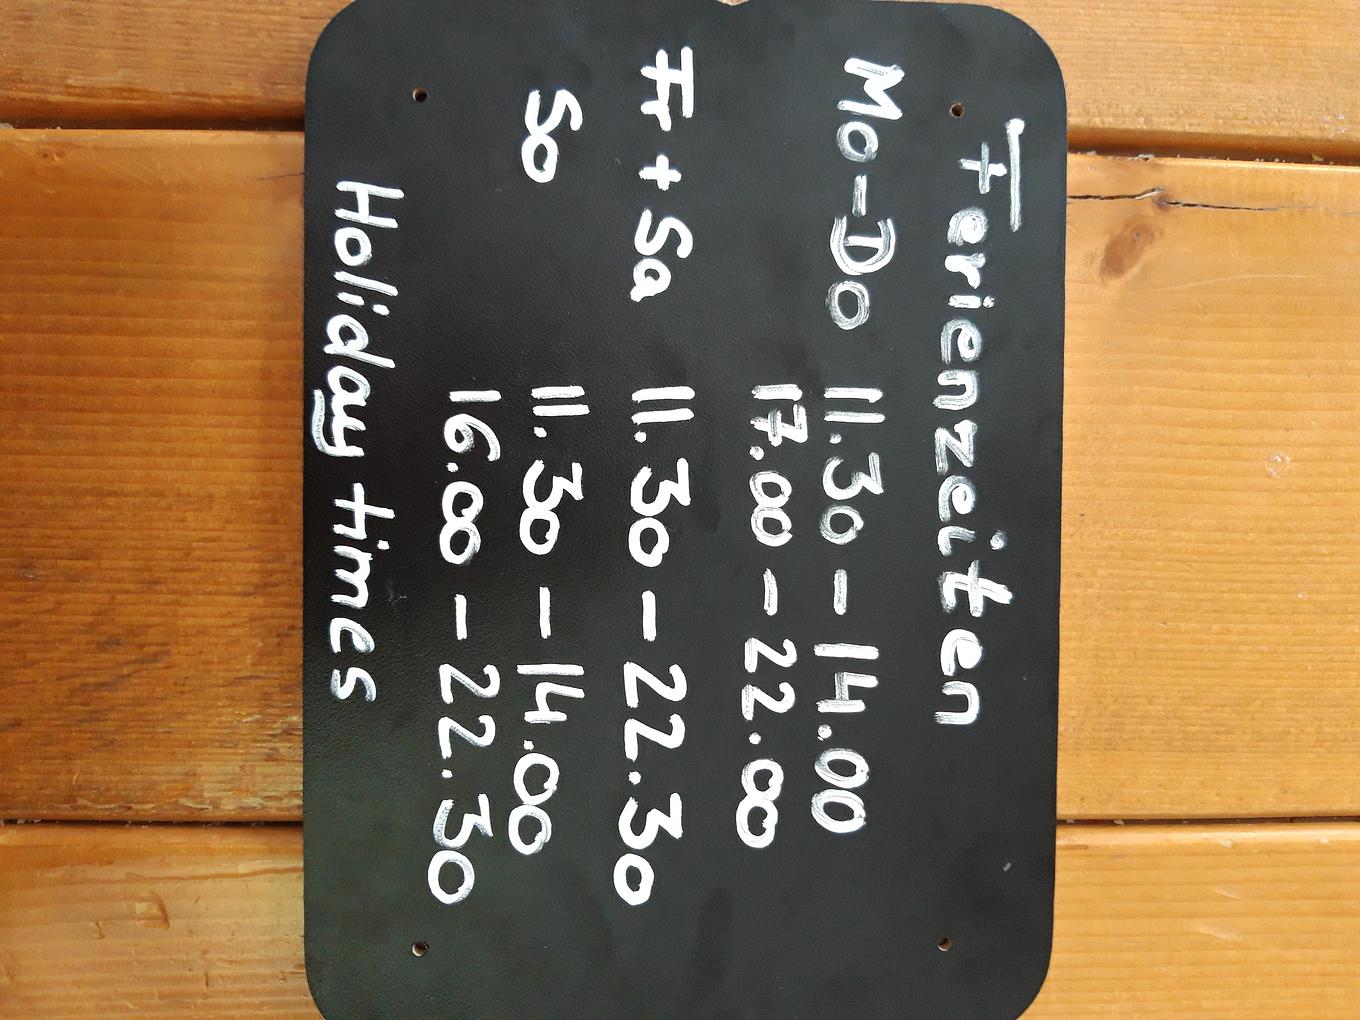 Ferienzeiten
Mo-Do 11.30 - 14.00
17.00 - 22.00
Fr + Sa 11.30 - 22.30
So 11.30 - 14.00
16.00 - 22.30
Holiday times